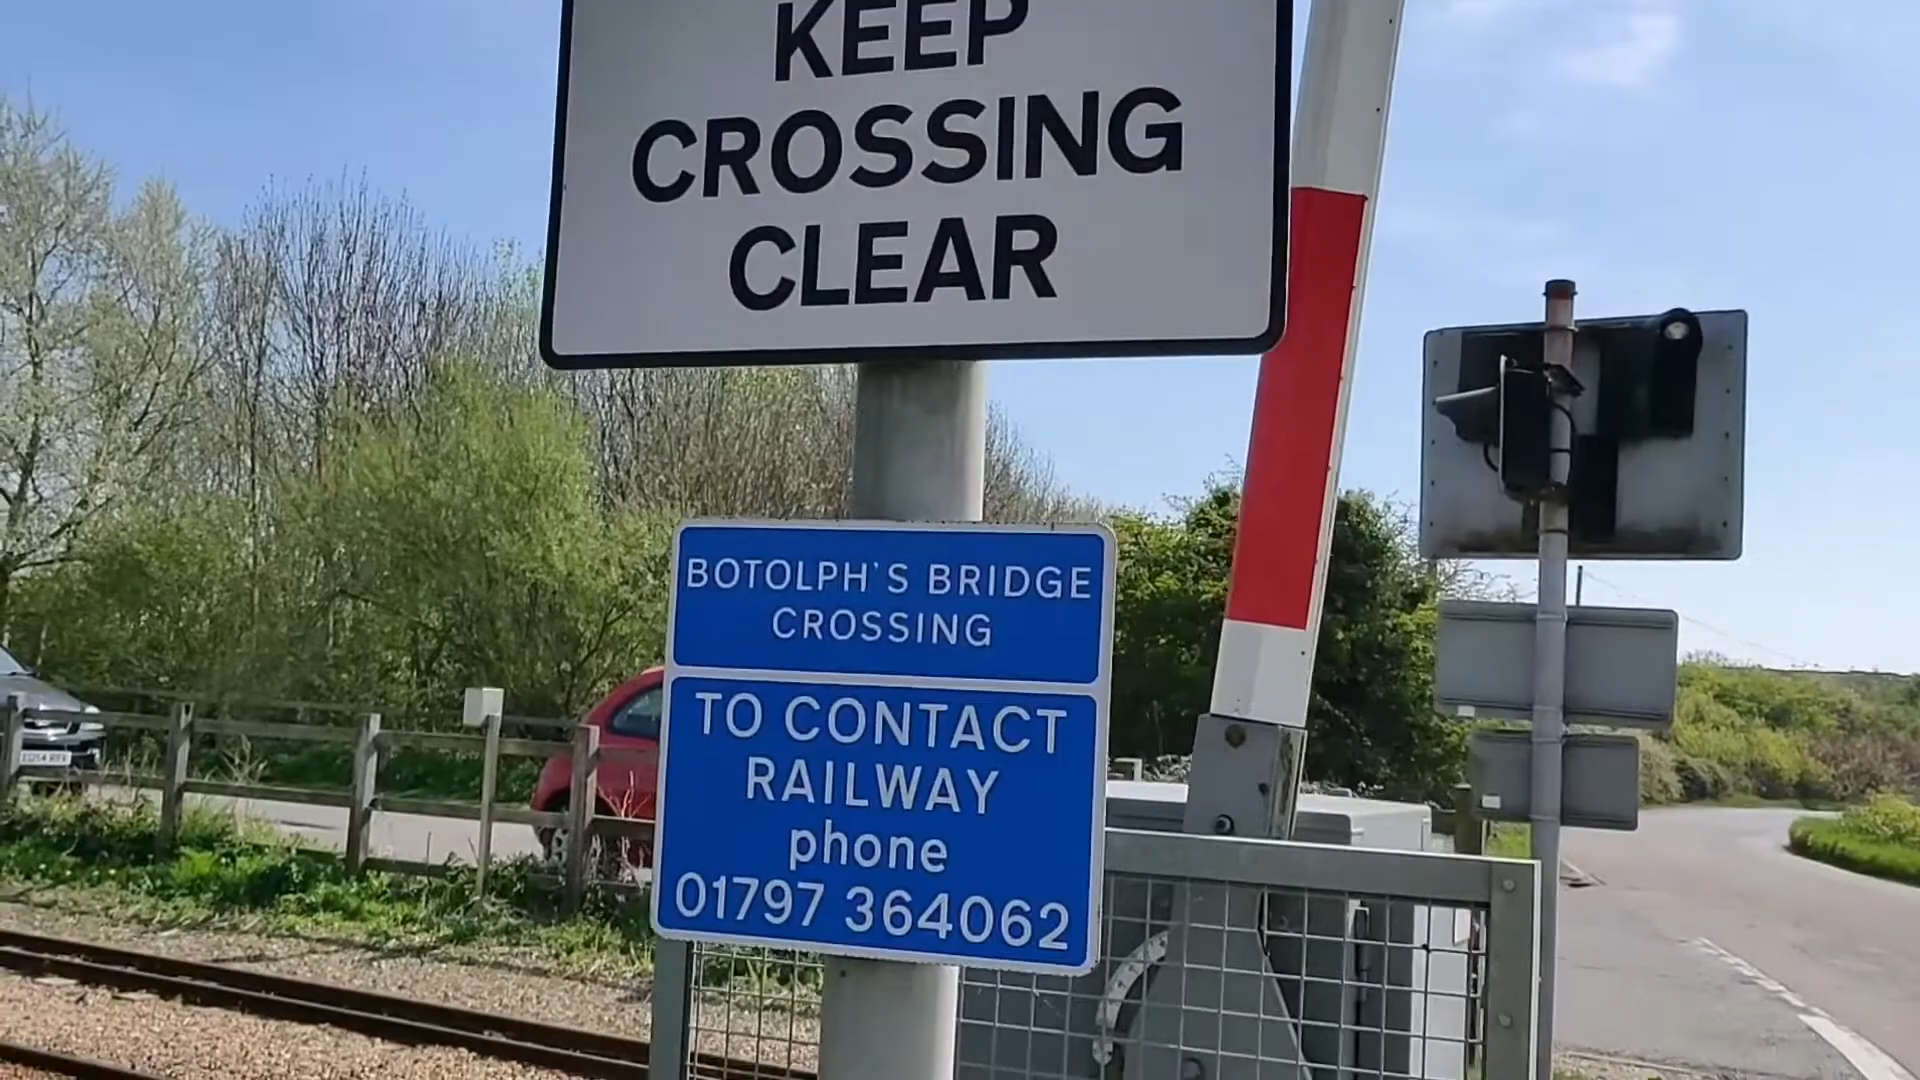 KEEP
CROSSING
CLEAR
BOTOLPH'S BRIDGE
CROSSING
TO CONTACT
RAILWAY
phone
01797 364062